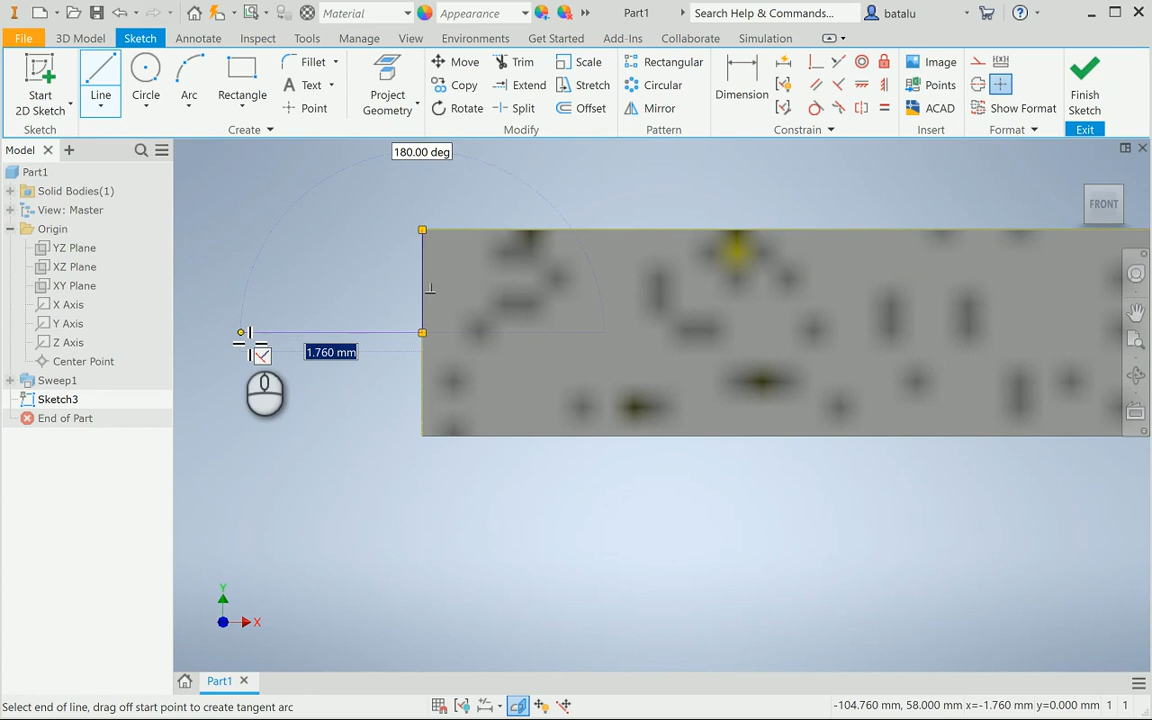 Material
Appearance
Part1
Search Help & Commands...
batalu
File
3D Model
Sketch
Annotate
Inspect
Tools
Manage
View
Environments
Get Started
Add-Ins
Collaborate
Simulation
Start
2D Sketch
Line
Circle
Arc
Rectangle
Fillet
Text
Point
Project
Geometry
Move
Copy
Rotate
Trim
Extend
Split
Scale
Stretch
Offset
Rectangular
Circular
Mirror
Dimension
Image
Points
ACAD
Show Format
Finish
Sketch
Sketch
Create
Modify
Pattern
Constrain
Insert
Format
Exit
Model
Part1
Solid Bodies(1)
View: Master
Origin
YZ Plane
XZ Plane
XY Plane
X Axis
Y Axis
Z Axis
Center Point
Sweep1
Sketch3
End of Part
180.00 deg
FRONT
1.760 mm
Y
X
Part1
Select end of line, drag off start point to create tangent arc
-104.760 mm, 58.000 mm x=-1.760 mm y=0.000 mm
1
1